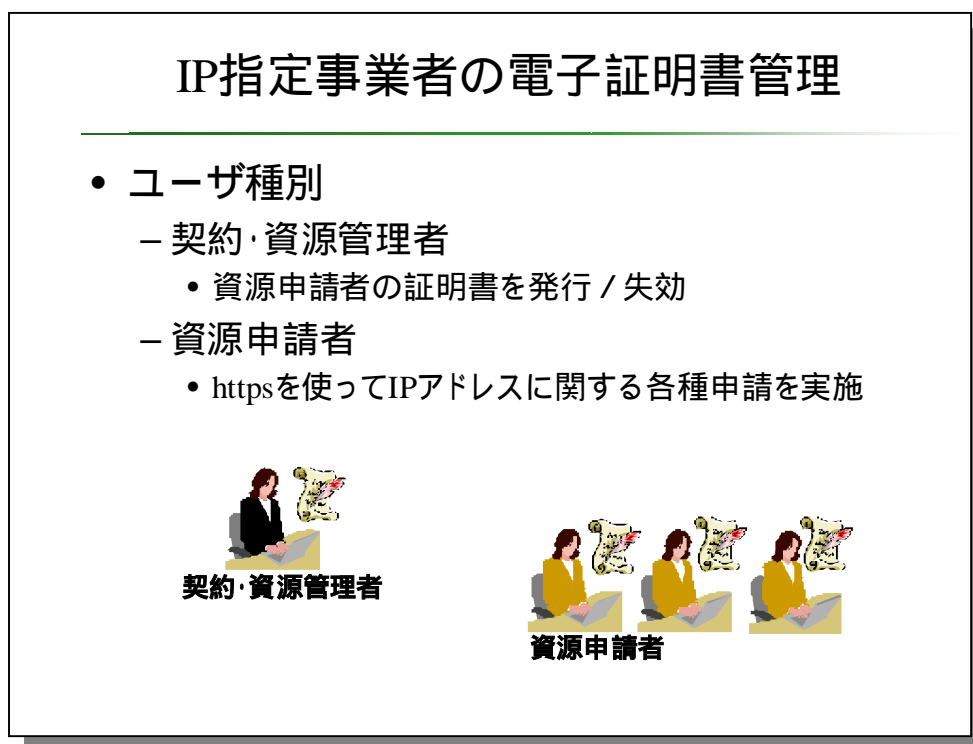 IP指定事業者の電子証明書管理
• ユーザ種別
– 契約・資源管理者
• 資源申請者の証明書を発行／失効
– 資源申請者
• httpsを使ってIPアドレスに関する各種申請を実施
契約・資源管理者
資源申請者